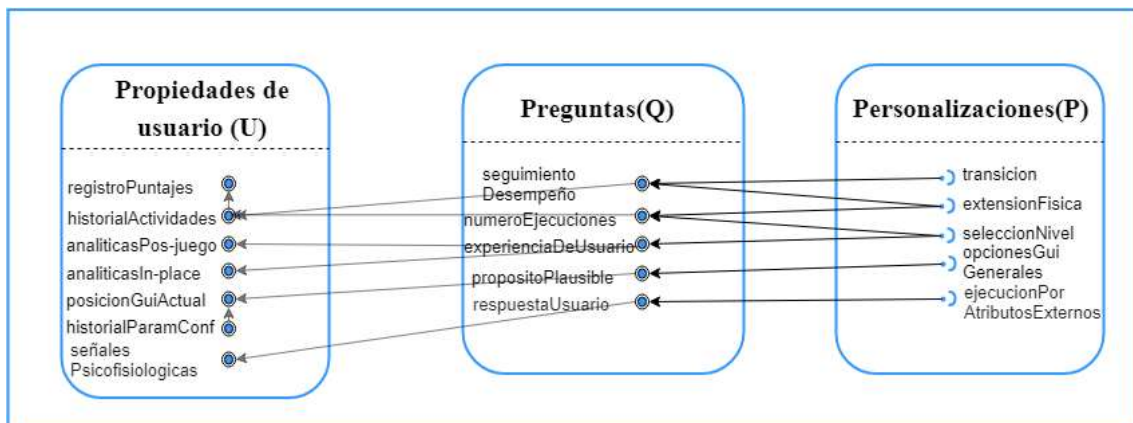 Propiedades de
usuario (U)
registroPuntajes
historialActividades
analiticasPos-juego
analiticasIn-place
posicionGuiActual
historialParamConf
señales
Psicofisiologicas
Preguntas(Q)
seguimiento
Desempeño
numeroEjecuciones
experienciaDeUsuario
propositoPlausible
respuestaUsuario
Personalizaciones(P)
transicion
extensionFisica
seleccionNivel
opcionesGui
Generales
ejecucionPor
AtributosExternos